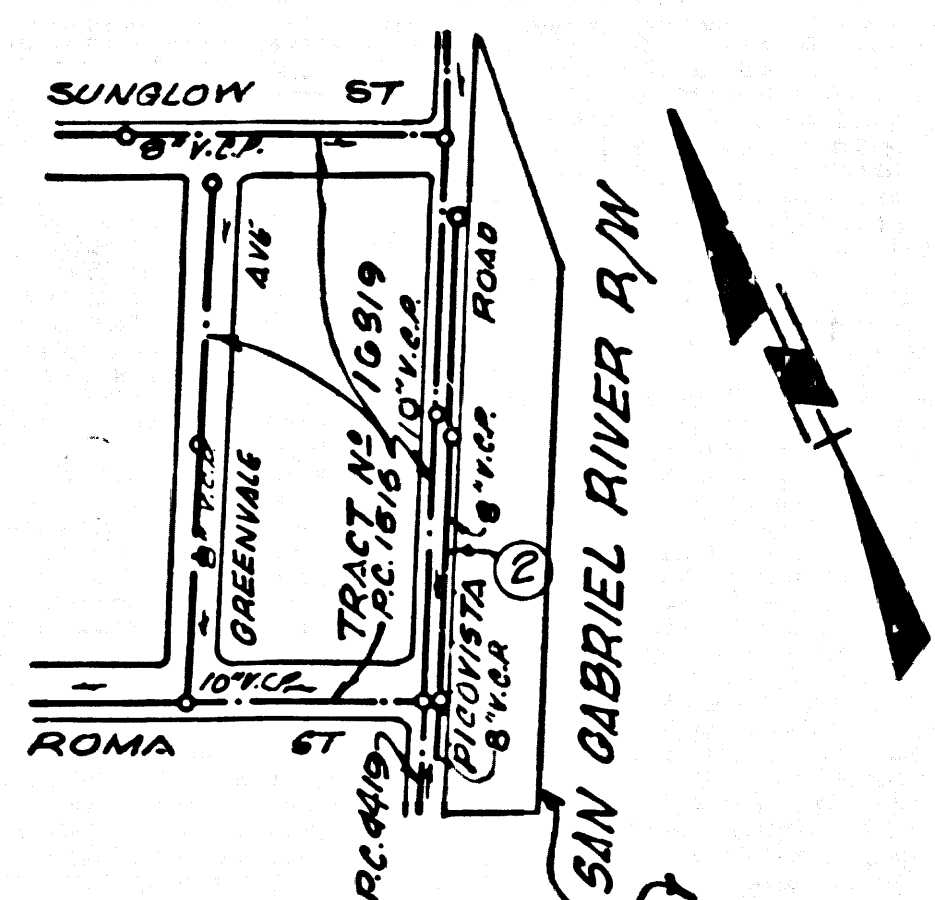 SUNGLOW ST
8" V.C.P.
AVE
GREENVALE
8" V.C.P.
TRACT Nº 16319
P.C. 1616
10" V.C.P.
ROAD
8" V.C.P.
2
PICOVISTA
8" V.C.P.
SAN GABRIEL RIVER R/W
N
10" V.C.P.
ROMA ST
P.C. 4419